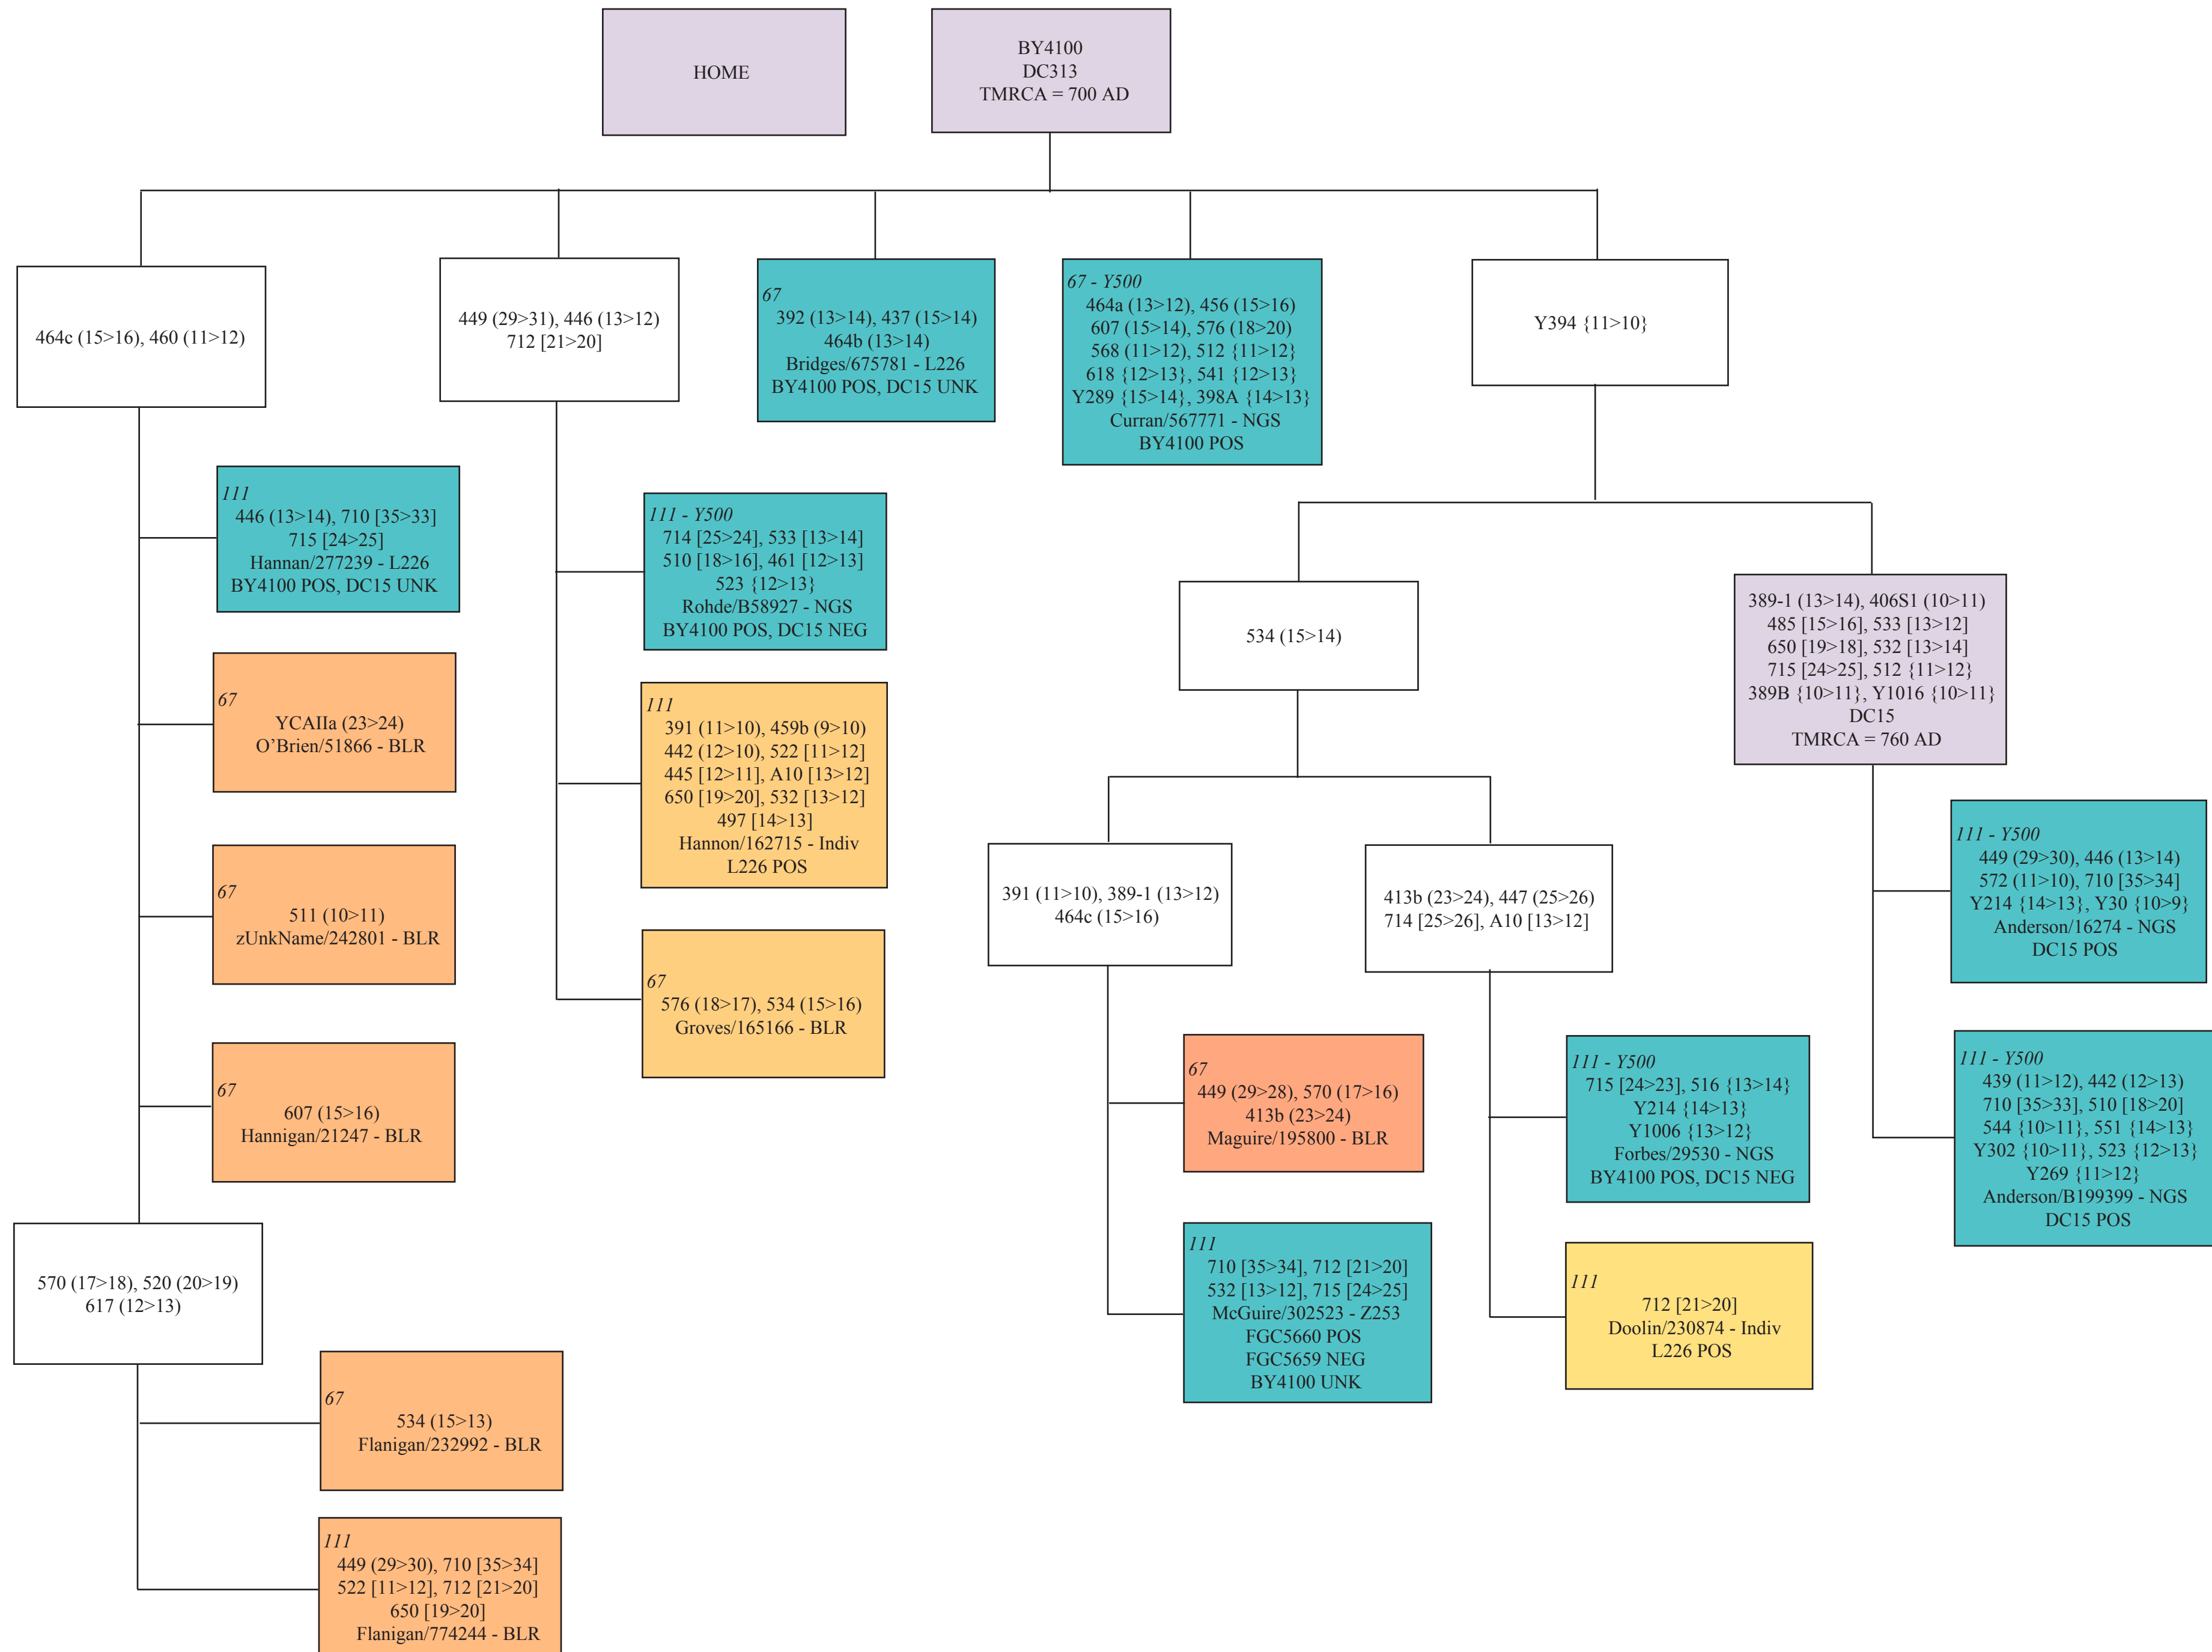 HOME
BY4100
DC313
TMRCA = 700 AD
464c (15>16), 460 (11>12)
449 (29>31), 446 (13>12)
712 [21>20]
67
392 (13>14), 437 (15>14)
464b (13>14)
Bridges/675781 - L226
BY4100 POS, DC15 UNK
67 - Y500
464a (13>12), 456 (15>16)
607 (15>14), 576 (18>20)
568 (11>12), 512 {11>12}
618 {12>13}, 541 {12>13}
Y289 {15>14}, 398A {14>13}
Curran/567771 - NGS
BY4100 POS
Y394 {11>10}
111
446 (13>14), 710 [35>33]
715 [24>25]
Hannan/277239 - L226
BY4100 POS, DC15 UNK
67
YCAIIa (23>24)
O’Brien/51866 - BLR
67
511 (10>11)
zUnkName/242801 - BLR
67
607 (15>16)
Hannigan/21247 - BLR
570 (17>18), 520 (20>19)
617 (12>13)
67
534 (15>13)
Flanigan/232992 - BLR
111
449 (29>30), 710 [35>34]
522 [11>12], 712 [21>20]
650 [19>20]
Flanigan/774244 - BLR
111 - Y500
714 [25>24], 533 [13>14]
510 [18>16], 461 [12>13]
523 {12>13}
Rohde/B58927 - NGS
BY4100 POS, DC15 NEG
111
391 (11>10), 459b (9>10)
442 (12>10), 522 [11>12]
445 [12>11], A10 [13>12]
650 [19>20], 532 [13>12]
497 [14>13]
Hannon/162715 - Indiv
L226 POS
67
576 (18>17), 534 (15>16)
Groves/165166 - BLR
534 (15>14)
391 (11>10), 389-1 (13>12)
464c (15>16)
67
449 (29>28), 570 (17>16)
413b (23>24)
Maguire/195800 - BLR
111
710 [35>34], 712 [21>20]
532 [13>12], 715 [24>25]
McGuire/302523 - Z253
FGC5660 POS
FGC5659 NEG
BY4100 UNK
413b (23>24), 447 (25>26)
714 [25>26], A10 [13>12]
111 - Y500
715 [24>23], 516 {13>14}
Y214 {14>13}
Y1006 {13>12}
Forbes/29530 - NGS
BY4100 POS, DC15 NEG
111
712 [21>20]
Doolin/230874 - Indiv
L226 POS
389-1 (13>14), 406S1 (10>11)
485 [15>16], 533 [13>12]
650 [19>18], 532 [13>14]
715 [24>25], 512 {11>12}
389B {10>11}, Y1016 {10>11}
DC15
TMRCA = 760 AD
111 - Y500
449 (29>30), 446 (13>14)
572 (11>10), 710 [35>34]
Y214 {14>13}, Y30 {10>9}
Anderson/16274 - NGS
DC15 POS
111 - Y500
439 (11>12), 442 (12>13)
710 [35>33], 510 [18>20]
544 {10>11}, 551 {14>13}
Y302 {10>11}, 523 {12>13}
Y269 {11>12}
Anderson/B199399 - NGS
DC15 POS